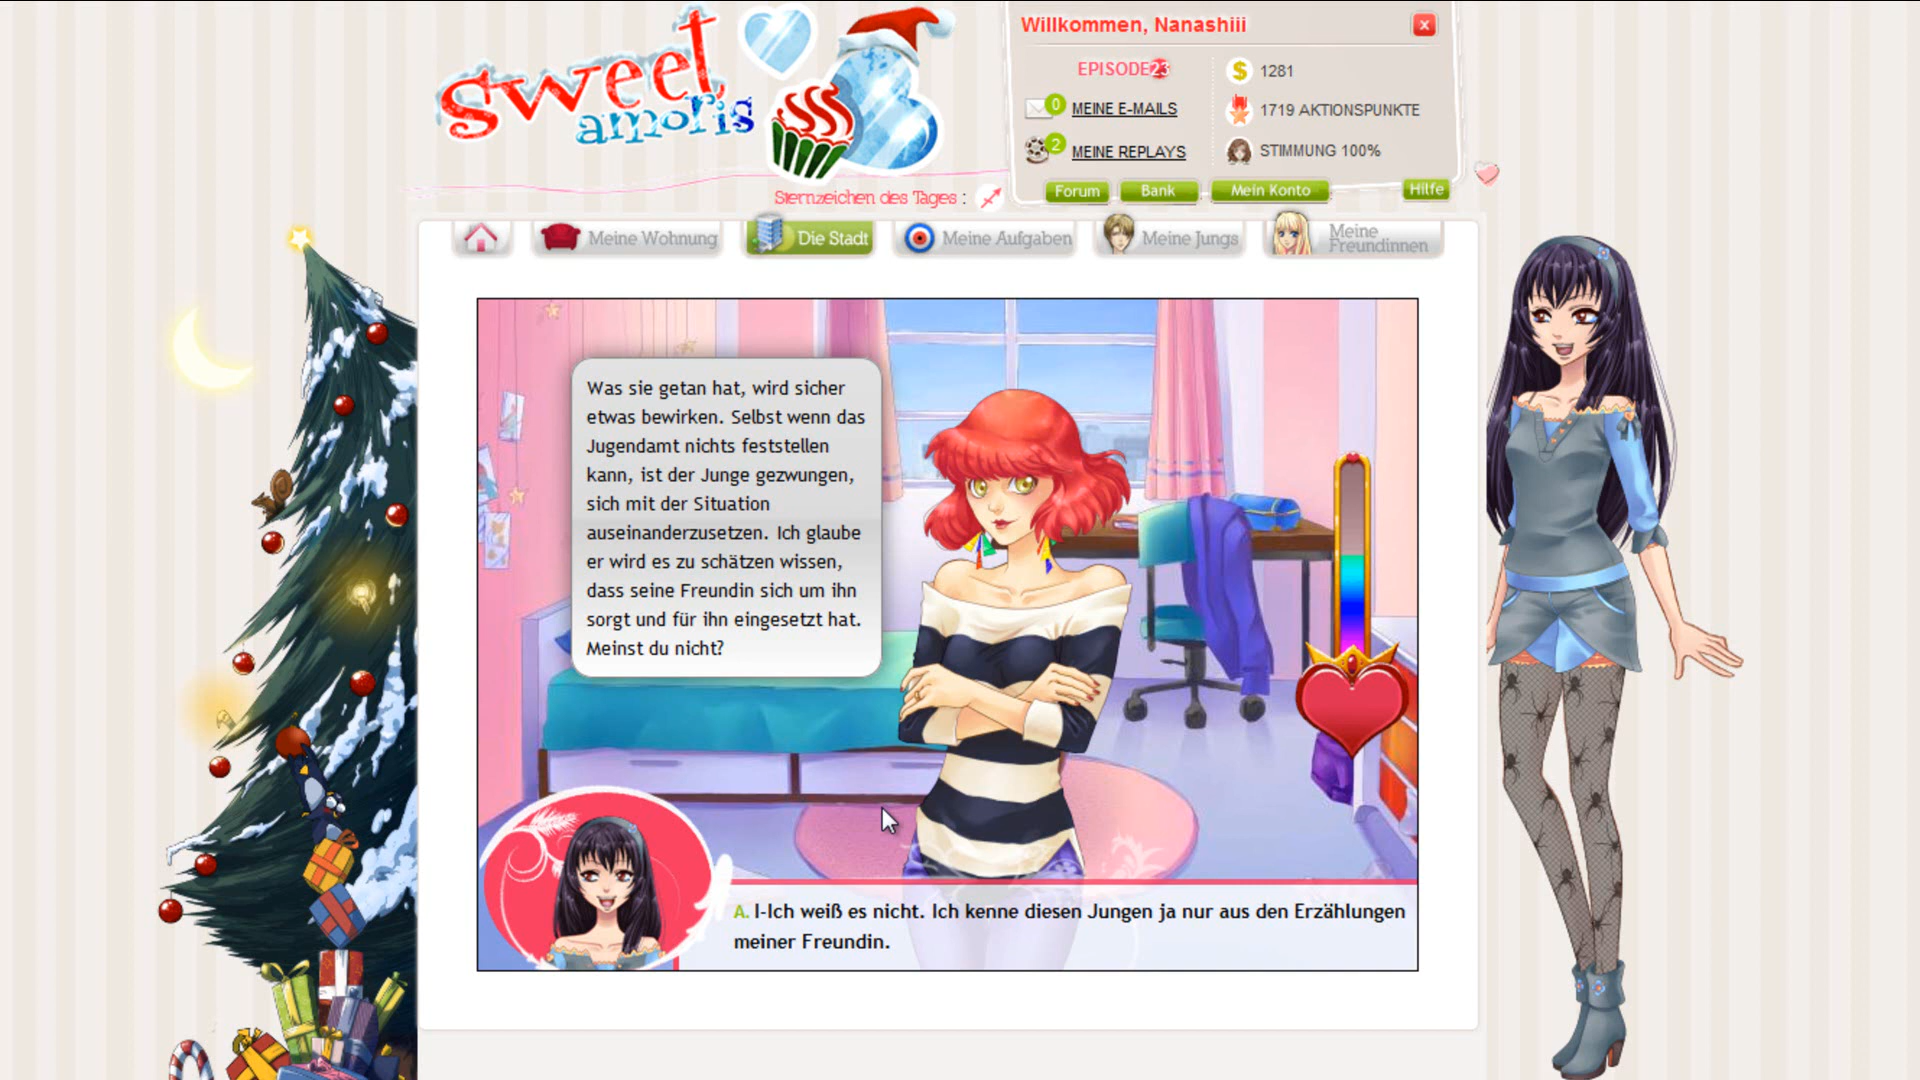 sweet
amoris
Willkommen, Nanashiii
x
EPISODE 23
$ 1281
0 MEINE E-MAILS
1719 AKTIONSPUNKTE
2 MEINE REPLAYS
STIMMUNG 100%
Sternzeichen des Tages :
Forum
Bank
Mein Konto
Hilfe
Meine Wohnung
Die Stadt
Meine Aufgaben
Meine Jungs
Meine
Freundinnen
Was sie getan hat, wird sicher
etwas bewirken. Selbst wenn das
Jugendamt nichts feststellen
kann, ist der Junge gezwungen,
sich mit der Situation
auseinanderzusetzen. Ich glaube
er wird es zu schätzen wissen,
dass seine Freundin sich um ihn
sorgt und für ihn eingesetzt hat.
Meinst du nicht?
A. I-Ich weiß es nicht. Ich kenne diesen Jungen ja nur aus den Erzählungen
meiner Freundin.